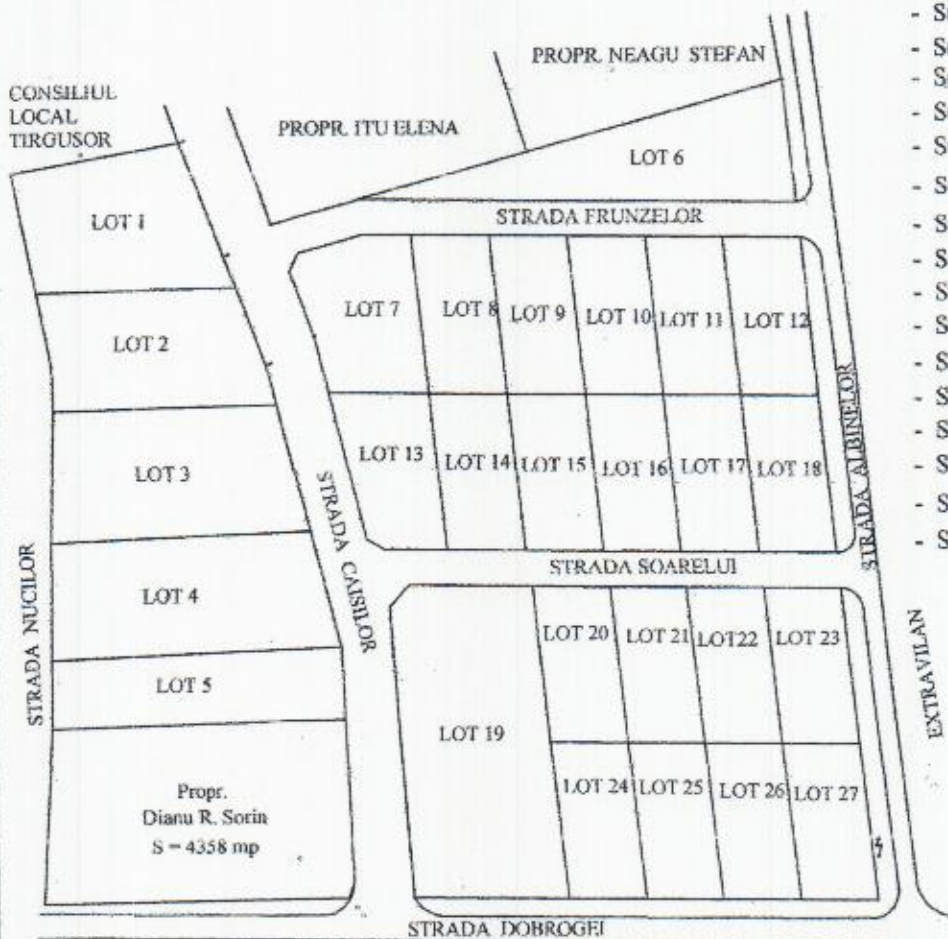 CONSILIUL
LOCAL
TIRGUSOR
PROPR. ITU ELENA
PROPR. NEAGU STEFAN
LOT 6
STRADA FRUNZELOR
LOT 1
LOT 2
LOT 3
LOT 4
LOT 5
Propr.
Dianu R. Sorin
S = 4358 mp
STRADA NUCILOR
STRADA CAISILOR
LOT 7 LOT 8 LOT 9 LOT 10 LOT 11 LOT 12
LOT 13 LOT 14 LOT 15 LOT 16 LOT 17 LOT 18
STRADA ALBINELOR
STRADA SOARELUI
LOT 19
LOT 20 LOT 21 LOT22 LOT 23
LOT 24 LOT 25 LOT 26 LOT 27
EXTRAVILAN
STRADA DOBROGEI